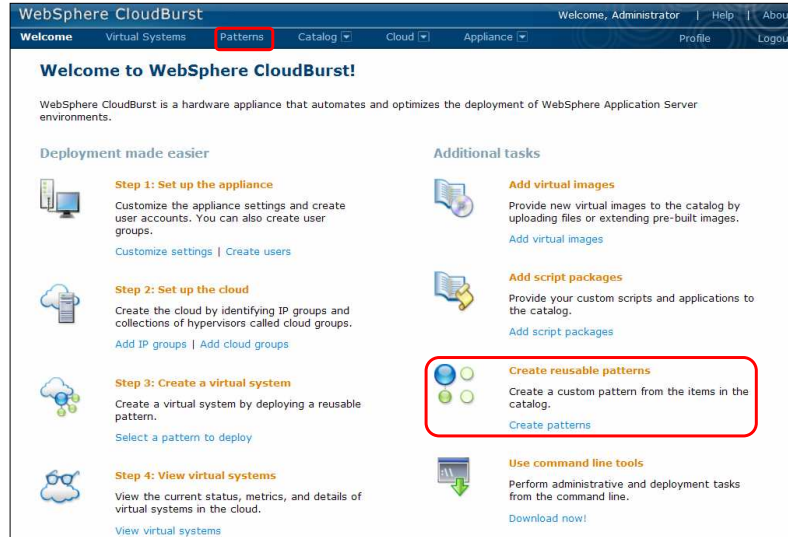 WebSphere CloudBurst
Welcome, Administrator | Help | Abou
Welcome Virtual Systems Patterns Catalog Cloud Appliance Profile Logou
Welcome to WebSphere CloudBurst!
WebSphere CloudBurst is a hardware appliance that automates and optimizes the deployment of WebSphere Application Server
environments.
Deployment made easier
Step 1: Set up the appliance
Customize the appliance settings and create
user accounts. You can also create user
groups.
Customize settings | Create users
Step 2: Set up the cloud
Create the cloud by identifying IP groups and
collections of hypervisors called cloud groups.
Add IP groups | Add cloud groups
Step 3: Create a virtual system
Create a virtual system by deploying a reusable
pattern.
Select a pattern to deploy
Step 4: View virtual systems
View the current status, metrics, and details of
virtual systems in the cloud.
View virtual systems
Additional tasks
Add virtual images
Provide new virtual images to the catalog by
uploading files or extending pre-built images.
Add virtual images
Add script packages
Provide your custom scripts and applications to
the catalog.
Add script packages
Create reusable patterns
Create a custom pattern from the items in the
catalog.
Create patterns
Use command line tools
Perform administrative and deployment tasks
from the command line.
Download now!